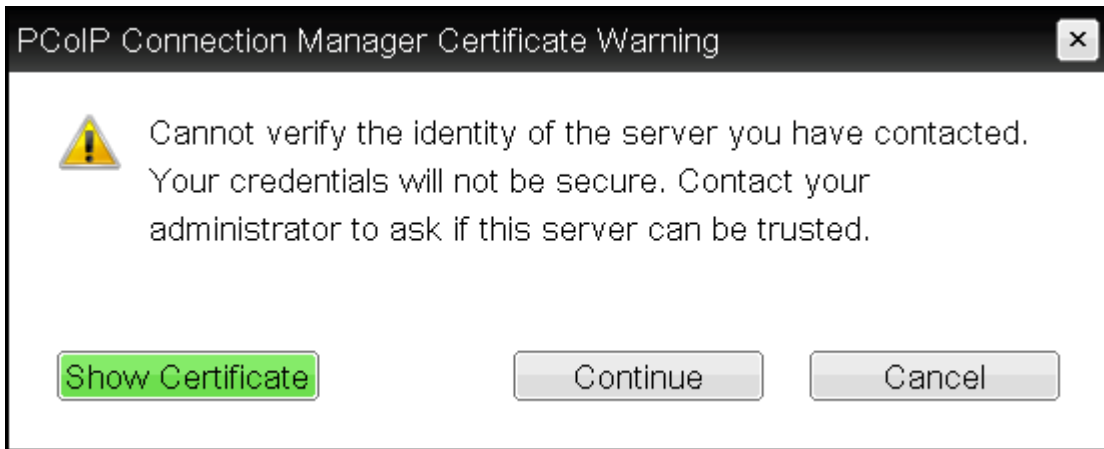 PCoIP Connection Manager Certificate Warning
Cannot verify the identity of the server you have contacted.
Your credentials will not be secure. Contact your
administrator to ask if this server can be trusted.
Show Certificate
Continue
Cancel